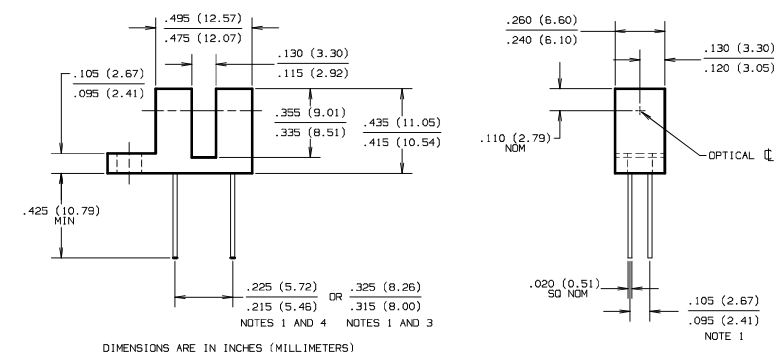 .495 (12.57)
.475 (12.07)
.130 (3.30)
.115 (2.92)
.105 (2.67)
.095 (2.41)
.355 (9.01)
.335 (8.51)
.435 (11.05)
.415 (10.54)
.425 (10.79)
MIN
.225 (5.72)
.215 (5.46)
OR
.325 (8.26)
.315 (8.00)
NOTES 1 AND 4
NOTES 1 AND 3
DIMENSIONS ARE IN INCHES (MILLIMETERS)
.260 (6.60)
.240 (6.10)
.130 (3.30)
.120 (3.05)
.110 (2.79)
NOM
OPTICAL ℄
.020 (0.51)
SQ NOM
.105 (2.67)
.095 (2.41)
NOTE 1